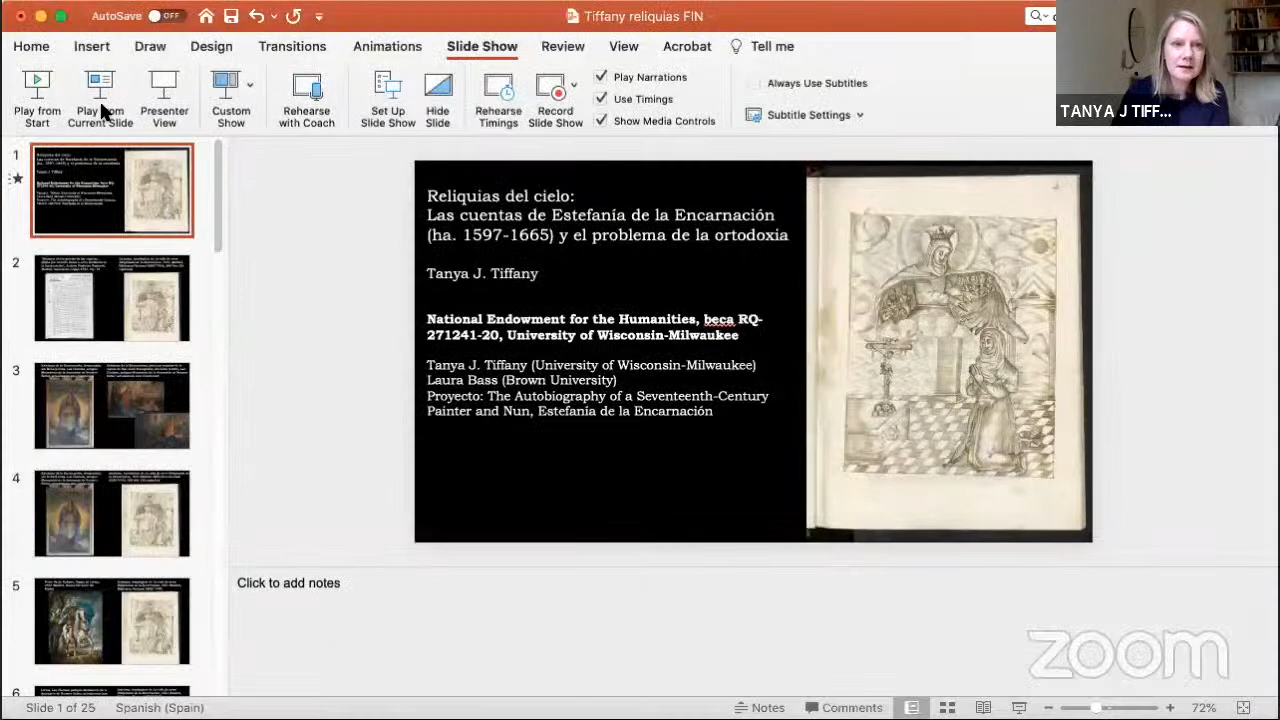 AutoSave OFF
Tiffany reliquias FIN
TANYA J TIFF...
Home Insert Draw Design Transitions Animations Slide Show Review View Acrobat Tell me
Play from Start
Play from Current Slide
Presenter View
Custom Show
Rehearse with Coach
Set Up Slide Show
Hide Slide
Rehearse Timings
Record Slide Show
Play Narrations
Use Timings
Show Media Controls
Always Use Subtitles
Subtitle Settings
1
2
4
5
6
Reliquias del cielo:
Las cuentas de Estefanía de la Encarnación
(ha. 1597-1665) y el problema de la ortodoxia
Tanya J. Tiffany
National Endowment for the Humanities, beca RQ-
271241-20, University of Wisconsin-Milwaukee
Tanya J. Tiffany (University of Wisconsin-Milwaukee)
Laura Bass (Brown University)
Proyecto: The Autobiography of a Seventeenth-Century
Painter and Nun, Estefanía de la Encarnación
Click to add notes
zoom
Slide 1 of 25 Spanish (Spain) Notes Comments 72%